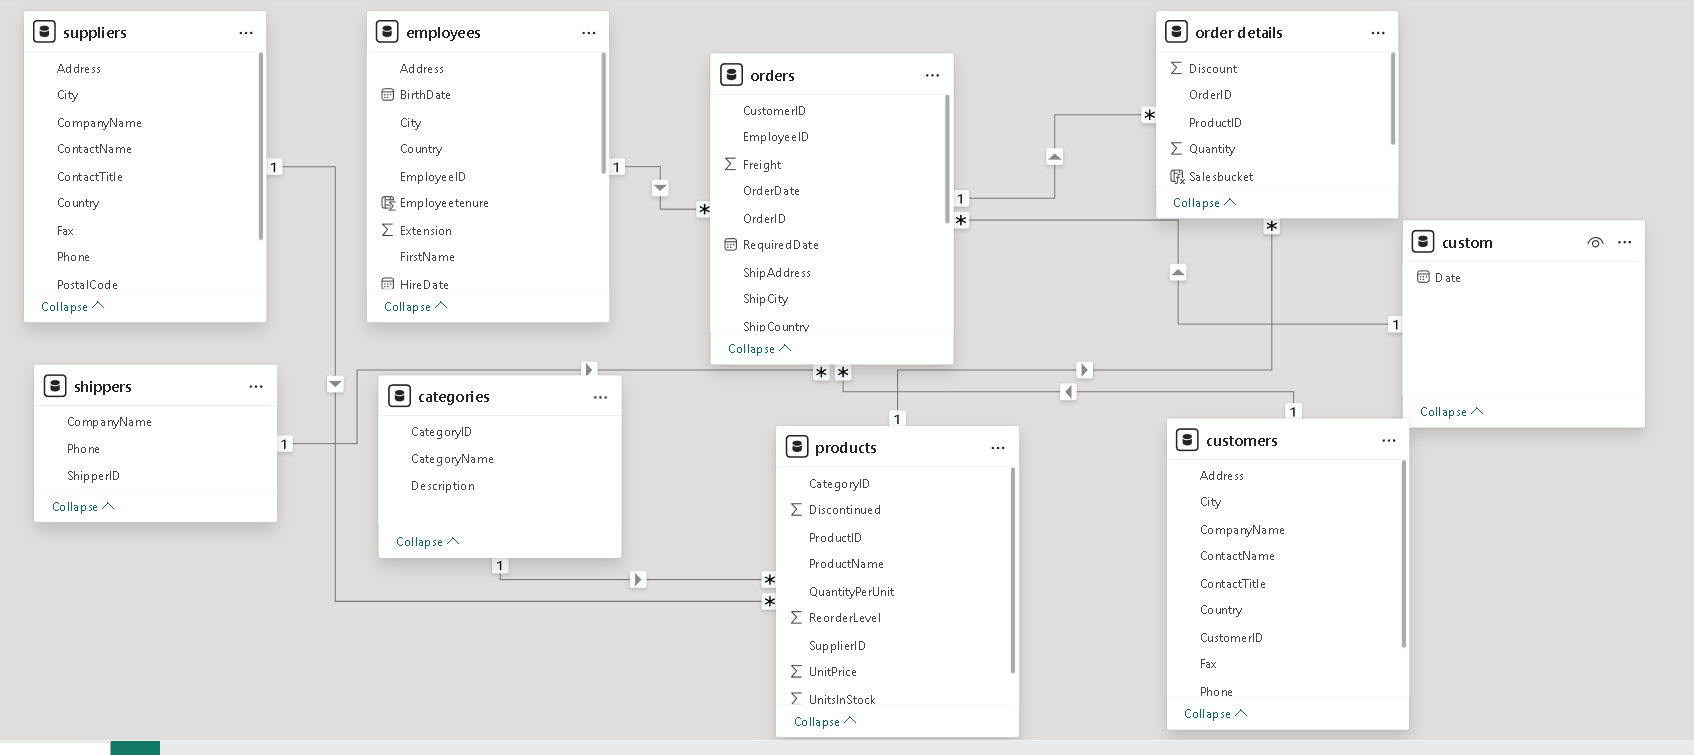 suppliers
Address
City
CompanyName
ContactName
ContactTitle
Country
Fax
Phone
PostalCode
Collapse
employees
Address
BirthDate
City
Country
EmployeeID
Employeetenure
Extension
FirstName
HireDate
Collapse
orders
CustomerID
EmployeeID
Freight
OrderDate
OrderID
RequiredDate
ShipAddress
ShipCity
ShipCountry
Collapse
order details
Discount
OrderID
ProductID
Quantity
Salesbucket
Collapse
custom
Date
Collapse
shippers
CompanyName
Phone
ShipperID
Collapse
categories
CategoryID
CategoryName
Description
Collapse
products
CategoryID
Discontinued
ProductID
ProductName
QuantityPerUnit
ReorderLevel
SupplierID
UnitPrice
UnitsInStock
Collapse
customers
Address
City
CompanyName
ContactName
ContactTitle
Country
CustomerID
Fax
Phone
Collapse
1
1
*
1
*
*
*
1
1
*
*
1
1
1
*
*